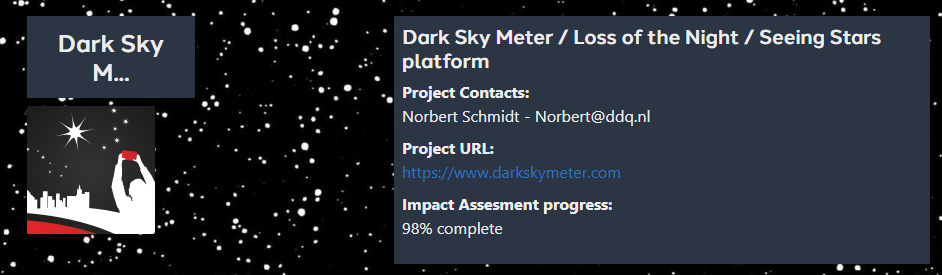 Dark Sky
M...
Dark Sky Meter / Loss of the Night / Seeing Stars
platform
Project Contacts:
Norbert Schmidt - Norbert@ddq.nl
Project URL:
https://www.darkskymeter.com
Impact Assesment progress:
98% complete